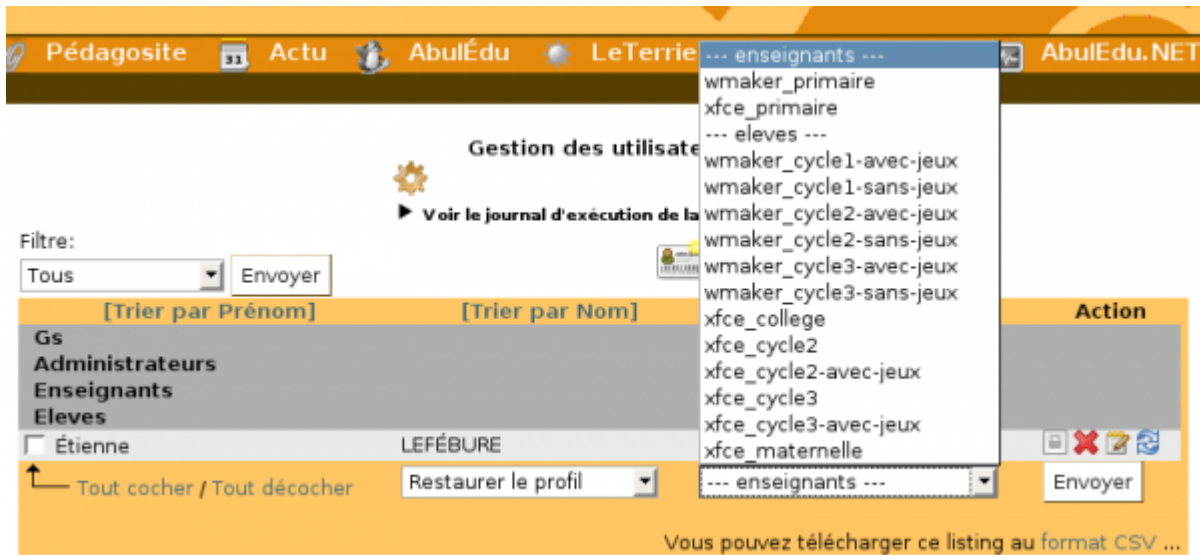 Pédagosite 31 Actu AbulÉdu LeTerrie AbulEdu.NET
--- enseignants ---
wmaker_primaire
xfce_primaire
--- eleves ---
wmaker_cycle1-avec-jeux
wmaker_cycle1-sans-jeux
wmaker_cycle2-avec-jeux
wmaker_cycle2-sans-jeux
wmaker_cycle3-avec-jeux
wmaker_cycle3-sans-jeux
xfce_college
xfce_cycle2
xfce_cycle2-avec-jeux
xfce_cycle3
xfce_cycle3-avec-jeux
xfce_maternelle
Gestion des utilisate
Voir le journal d'exécution de la
Filtre:
Tous Envoyer
[Trier par Prénom] [Trier par Nom] Action
Gs
Administrateurs
Enseignants
Eleves
Étienne LEFÉBURE
Tout cocher / Tout décocher Restaurer le profil --- enseignants --- Envoyer
Vous pouvez télécharger ce listing au format CSV ...